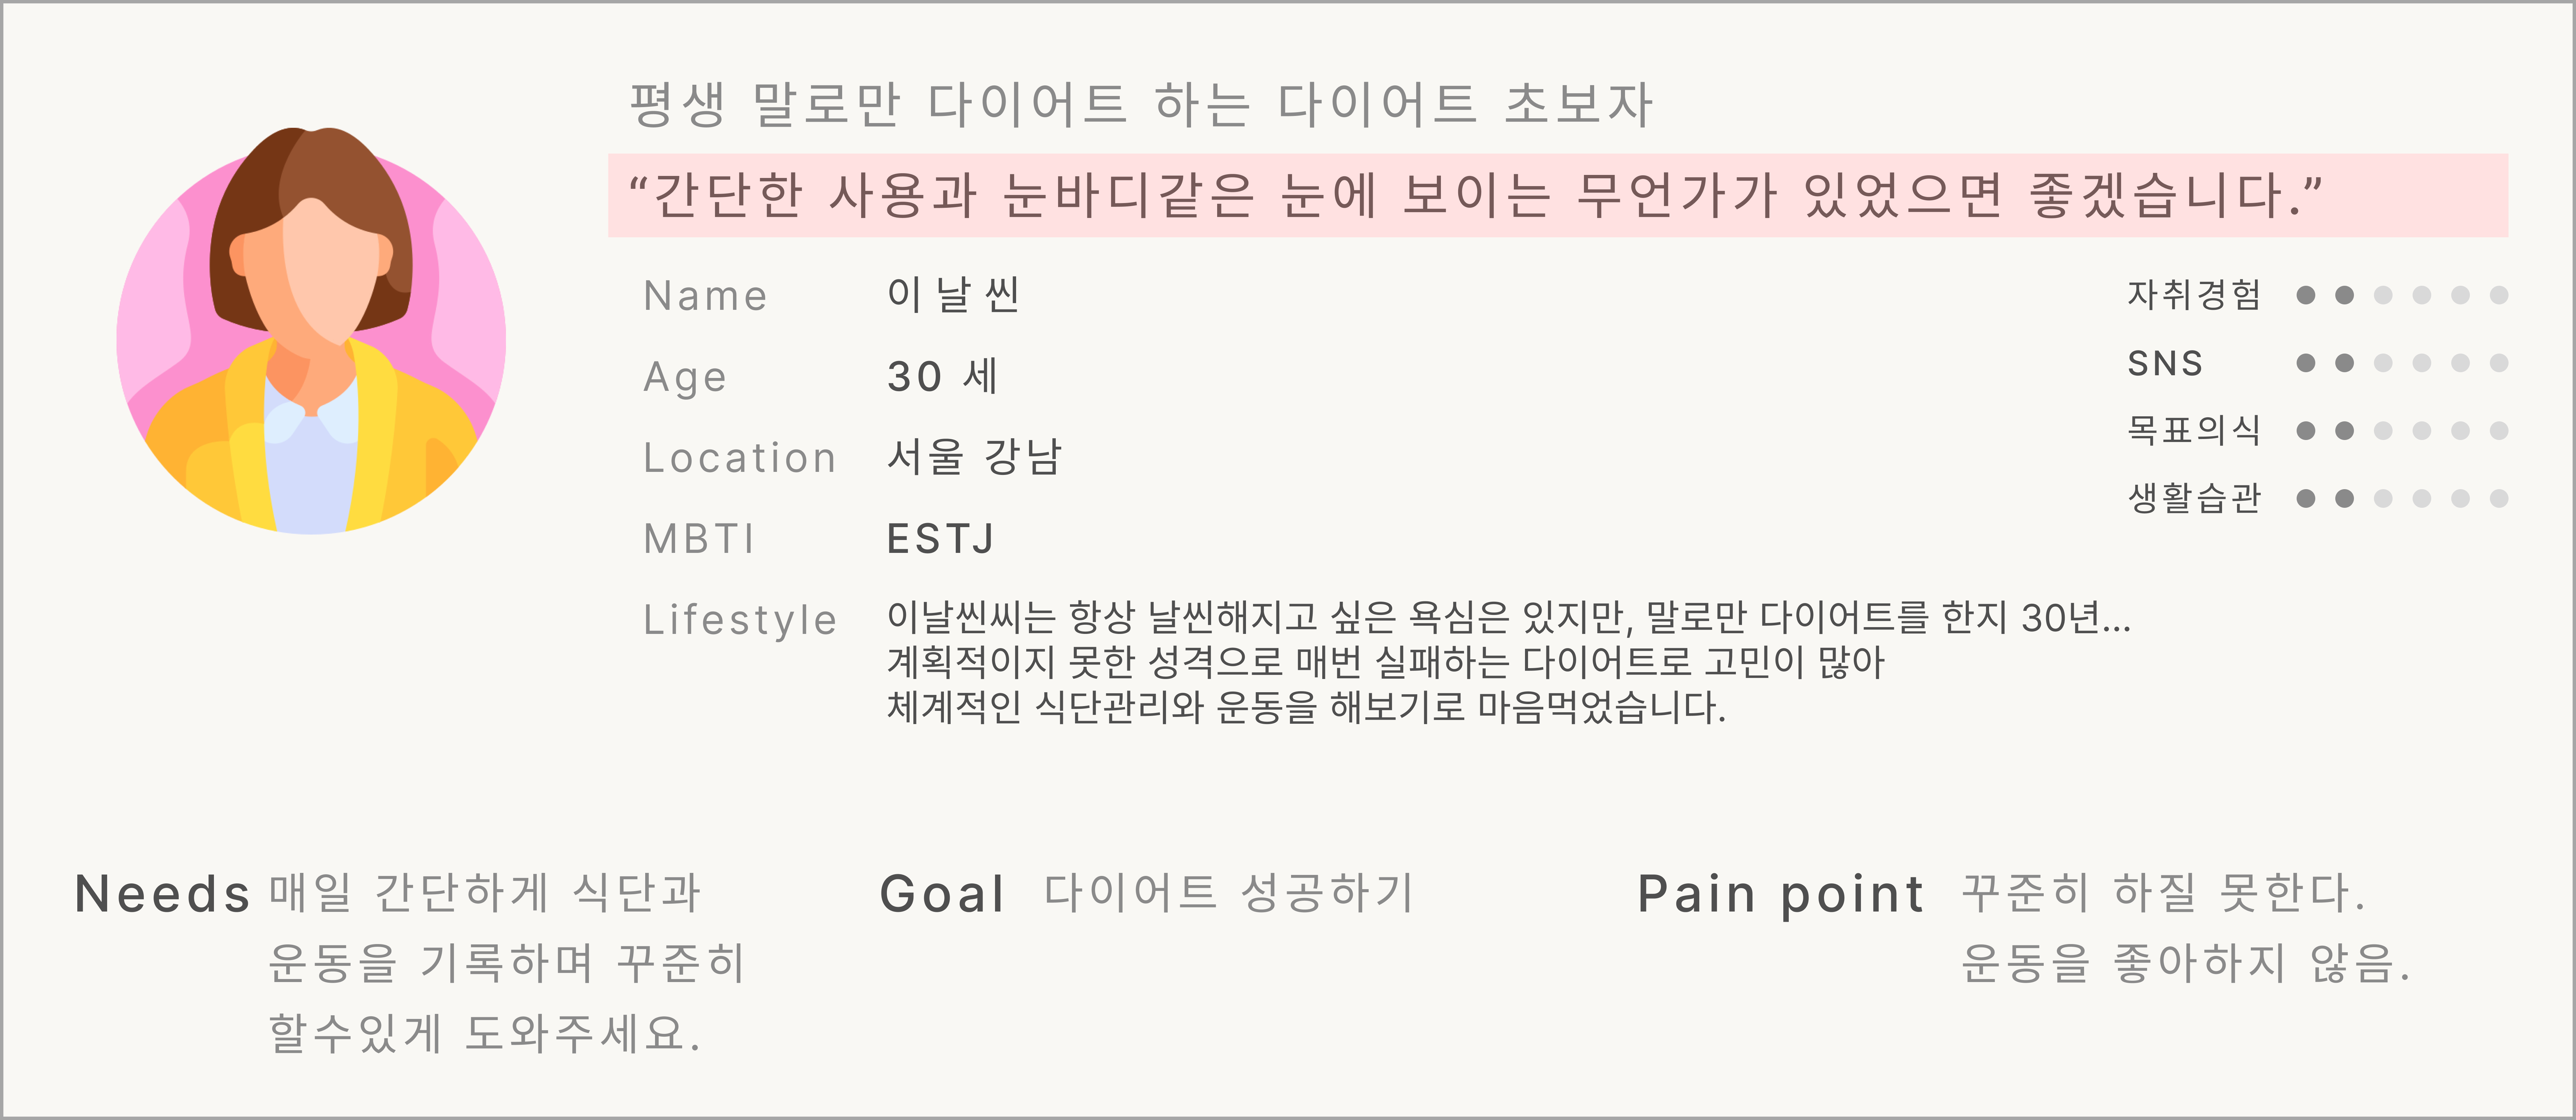 평생 말로만 다이어트 하는 다이어트 초보자
“간단한 사용과 눈바디같은 눈에 보이는 무언가가 있었으면 좋겠습니다.”
Name 이 날 씬
Age 30 세
Location 서울 강남
MBTI ESTJ
Lifestyle 이날씬씨는 항상 날씬해지고 싶은 욕심은 있지만, 말로만 다이어트를 한지 30년...
계획적이지 못한 성격으로 매번 실패하는 다이어트로 고민이 많아
체계적인 식단관리와 운동을 해보기로 마음먹었습니다.
자취경험
SNS
목표의식
생활습관
Needs 매일 간단하게 식단과
운동을 기록하며 꾸준히
할수있게 도와주세요.
Goal 다이어트 성공하기
Pain point 꾸준히 하질 못한다.
운동을 좋아하지 않음.